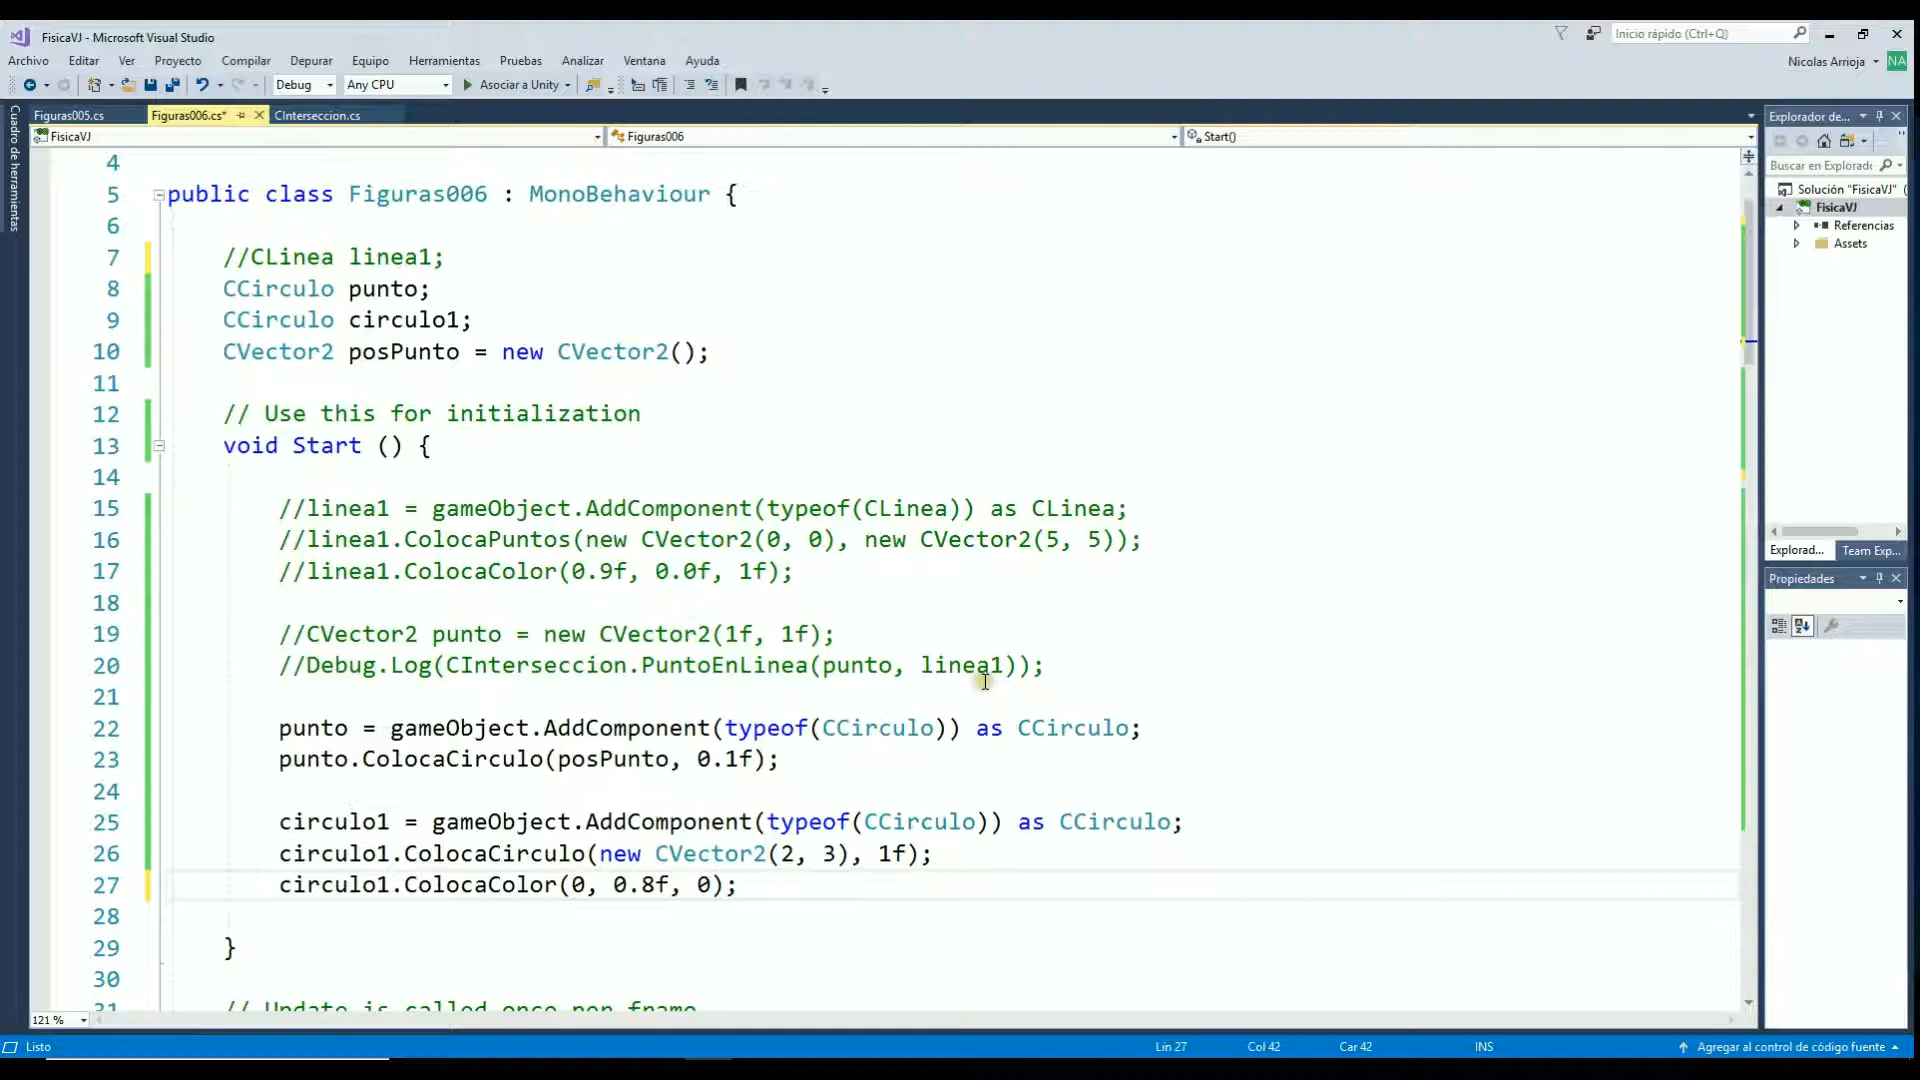 FisicaVJ - Microsoft Visual Studio
Inicio rápido (Ctrl+Q)
Archivo Editar Ver Proyecto Compilar Depurar Equipo Herramientas Pruebas Analizar Ventana Ayuda
Nicolas Arrioja NA
Debug Any CPU Asociar a Unity
Cuadro de herramientas
Figuras005.cs Figuras006.cs* CInterseccion.cs
FisicaVJ Figuras006 Start()
4
5 public class Figuras006 : MonoBehaviour {
6
7 //CLinea linea1;
8 CCirculo punto;
9 CCirculo circulo1;
10 CVector2 posPunto = new CVector2();
11
12 // Use this for initialization
13 void Start () {
14
15 //linea1 = gameObject.AddComponent(typeof(CLinea)) as CLinea;
16 //linea1.ColocaPuntos(new CVector2(0, 0), new CVector2(5, 5));
17 //linea1.ColocaColor(0.9f, 0.0f, 1f);
18
19 //CVector2 punto = new CVector2(1f, 1f);
20 //Debug.Log(CInterseccion.PuntoEnLinea(punto, linea1));
21
22 punto = gameObject.AddComponent(typeof(CCirculo)) as CCirculo;
23 punto.ColocaCirculo(posPunto, 0.1f);
24
25 circulo1 = gameObject.AddComponent(typeof(CCirculo)) as CCirculo;
26 circulo1.ColocaCirculo(new CVector2(2, 3), 1f);
27 circulo1.ColocaColor(0, 0.8f, 0);
28
29 }
30
31 // Update is called once per frame
121 %
Explorador de...
Buscar en Explorado
Solución "FisicaVJ" (
FisicaVJ
Referencias
Assets
Explorad... Team Exp...
Propiedades
Listo Lín 27 Col 42 Car 42 INS Agregar al control de código fuente